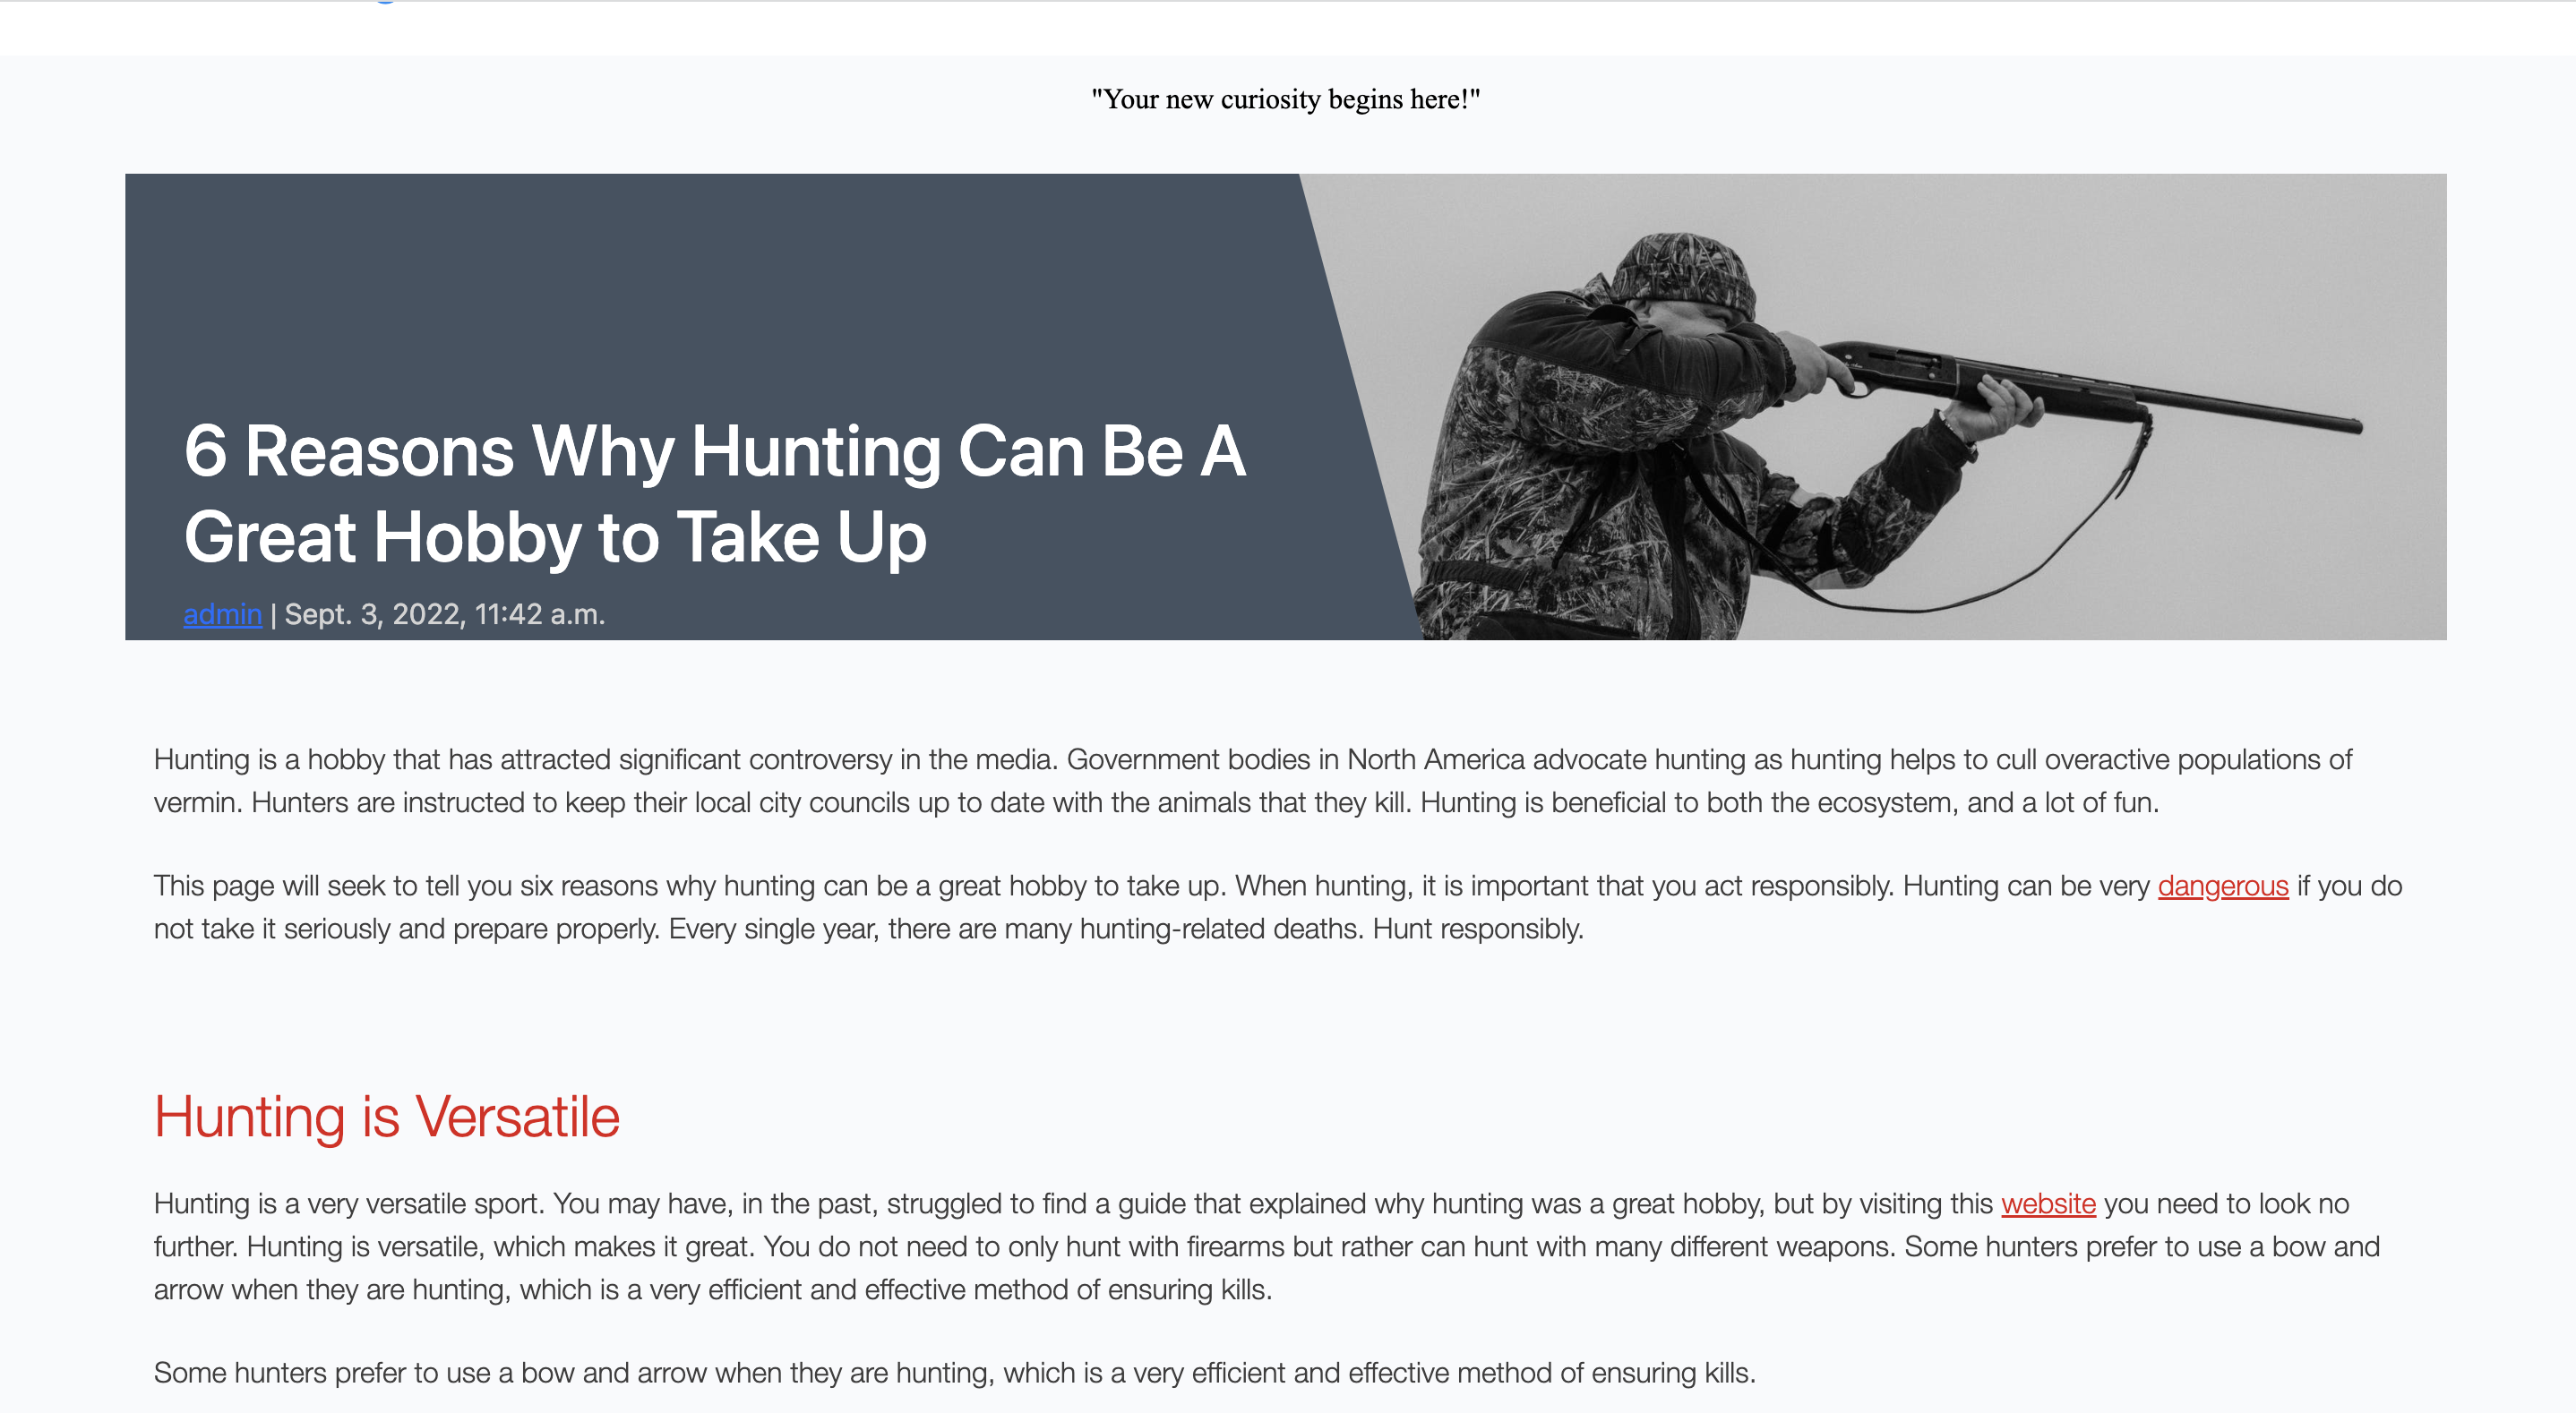 "Your new curiosity begins here!"
6 Reasons Why Hunting Can Be A
Great Hobby to Take Up
admin | Sept. 3, 2022, 11:42 a.m.
Hunting is a hobby that has attracted significant controversy in the media. Government bodies in North America advocate hunting as hunting helps to cull overactive populations of
vermin. Hunters are instructed to keep their local city councils up to date with the animals that they kill. Hunting is beneficial to both the ecosystem, and a lot of fun.
This page will seek to tell you six reasons why hunting can be a great hobby to take up. When hunting, it is important that you act responsibly. Hunting can be very dangerous if you do
not take it seriously and prepare properly. Every single year, there are many hunting-related deaths. Hunt responsibly.
Hunting is Versatile
Hunting is a very versatile sport. You may have, in the past, struggled to find a guide that explained why hunting was a great hobby, but by visiting this website you need to look no
further. Hunting is versatile, which makes it great. You do not need to only hunt with firearms but rather can hunt with many different weapons. Some hunters prefer to use a bow and
arrow when they are hunting, which is a very efficient and effective method of ensuring kills.
Some hunters prefer to use a bow and arrow when they are hunting, which is a very efficient and effective method of ensuring kills.